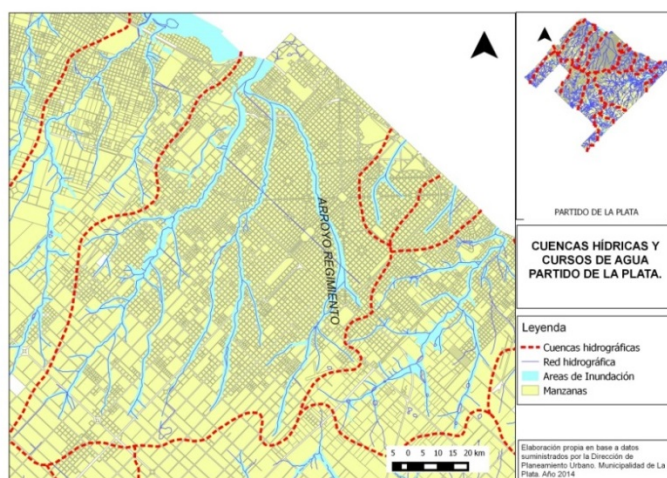 ARROYO REGIMIENTO
5 0 5 10 15 20 km
PARTIDO DE LA PLATA
CUENCAS HÍDRICAS Y
CURSOS DE AGUA
PARTIDO DE LA PLATA.
Leyenda
Cuencas hidrográficas
Red hidrográfica
Areas de Inundación
Manzanas
Elaboración propia en base a datos
suministrados por la Dirección de
Planeamiento Urbano. Municipalidad de La
Plata. Año 2014